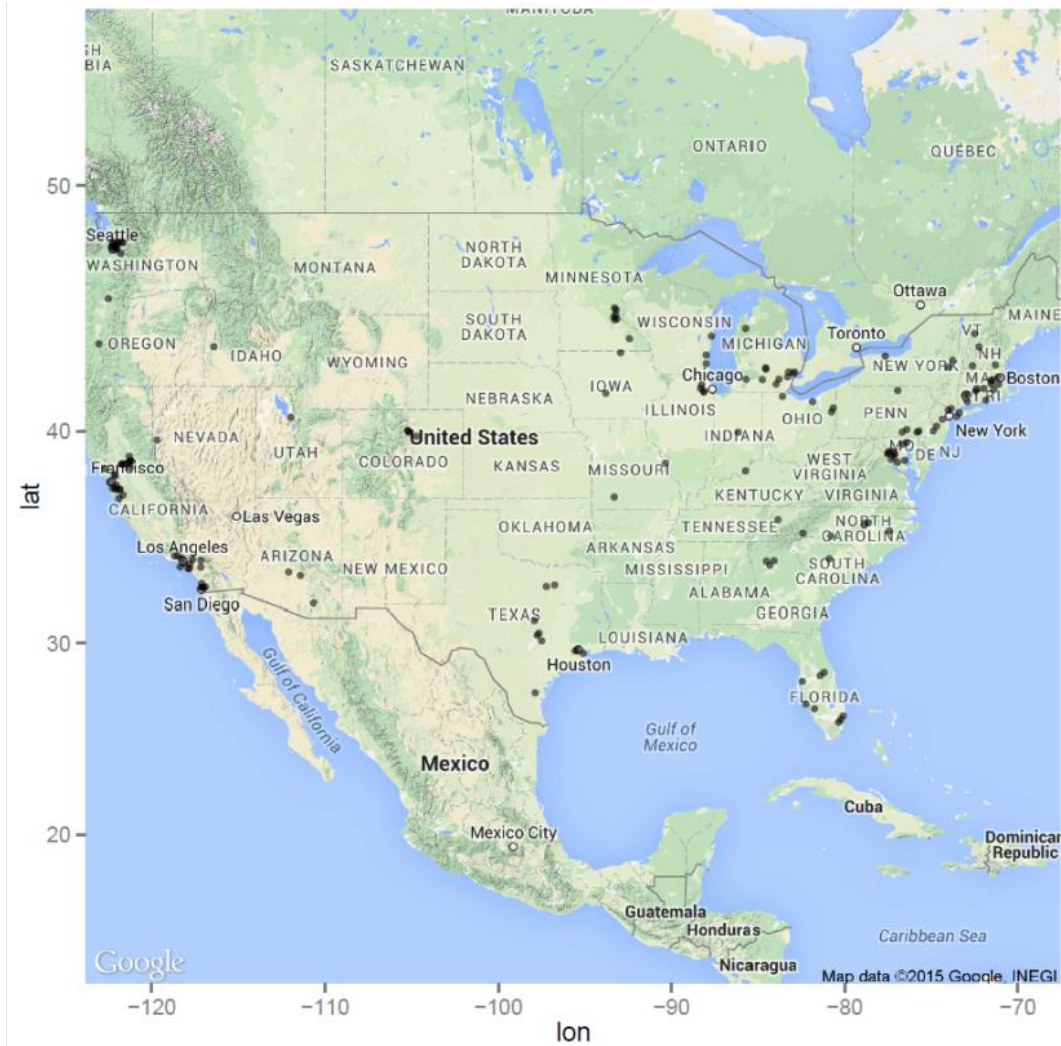 MANITOBA
GH
BIA
SASKATCHEWAN
ONTARIO
QUÉBEC
50
Seattle
WASHINGTON
MONTANA
NORTH
DAKOTA
MINNESOTA
Ottawa
MAINE
OREGON
IDAHO
SOUTH
DAKOTA
WISCONSIN
MICHIGAN
Toronto
VT
NH
WYOMING
NEW YORK
MA
Boston
Chicago
IOWA
NEBRASKA
ILLINOIS
OHIO
PENN
RI
New York
40
NEVADA
UTAH
COLORADO
United States
INDIANA
MD
DE
NJ
Francisco
KANSAS
MISSOURI
WEST
VIRGINIA
CALIFORNIA
Las Vegas
KENTUCKY
VIRGINIA
Los Angeles
ARIZONA
NEW MEXICO
OKLAHOMA
ARKANSAS
TENNESSEE
NORTH
CAROLINA
MISSISSIPPI
SOUTH
CAROLINA
San Diego
TEXAS
ALABAMA
GEORGIA
LOUISIANA
30
Houston
FLORIDA
Gulf of California
Gulf of
Mexico
Mexico
20
Mexico City
Cuba
Dominican
Republic
Guatemala
Honduras
Nicaragua
Caribbean Sea
Google
Map data ©2015 Google, INEGI
−120
−110
−100
−90
−80
−70
lat
lon